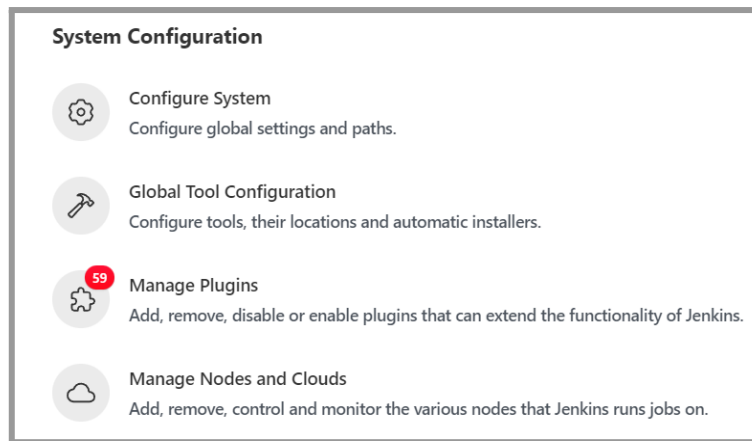 System Configuration
Configure System
Configure global settings and paths.
Global Tool Configuration
Configure tools, their locations and automatic installers.
59
Manage Plugins
Add, remove, disable or enable plugins that can extend the functionality of Jenkins.
Manage Nodes and Clouds
Add, remove, control and monitor the various nodes that Jenkins runs jobs on.